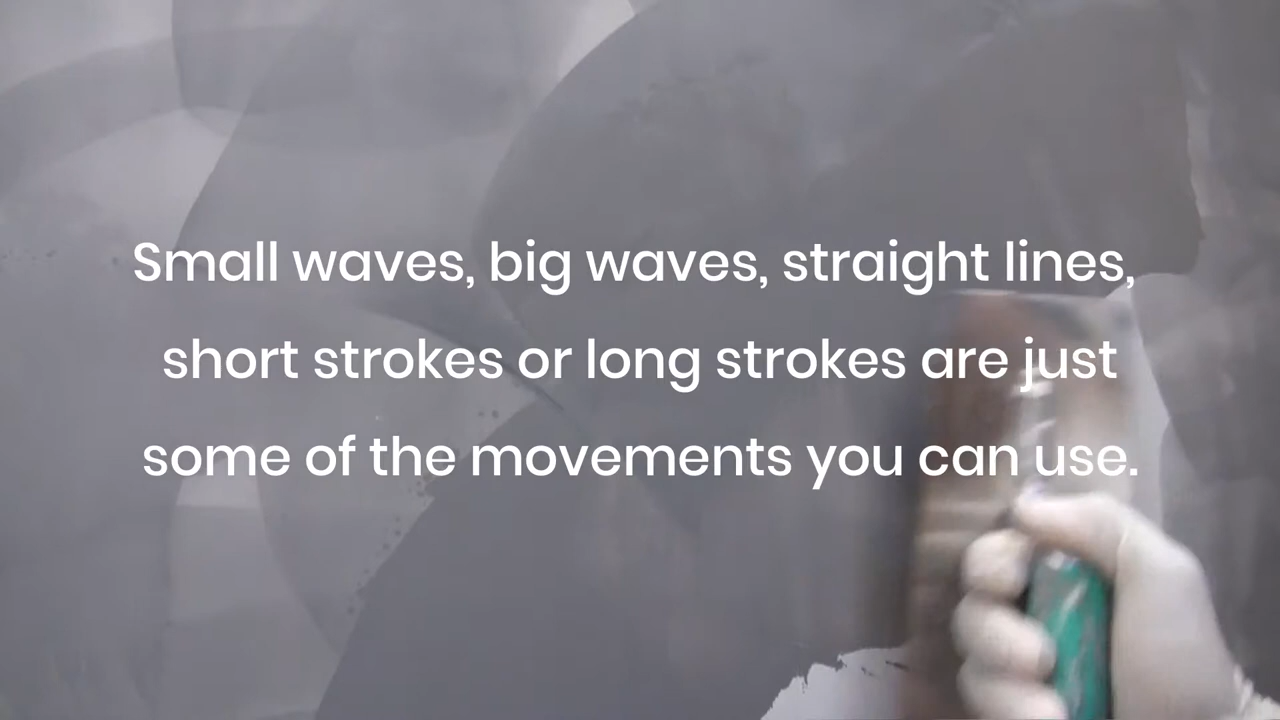 Small waves, big waves, straight lines,
short strokes or long strokes are just
some of the movements you can use.